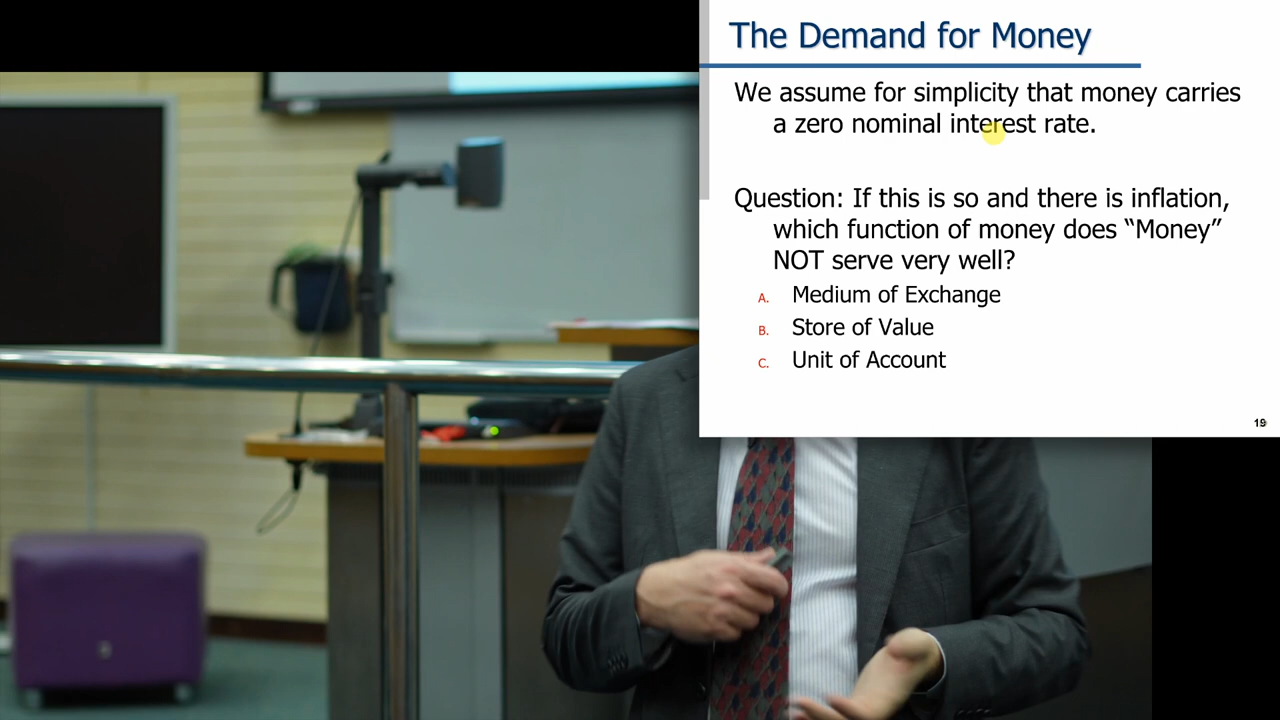 The Demand for Money
We assume for simplicity that money carries
a zero nominal interest rate.
Question: If this is so and there is inflation,
which function of money does “Money”
NOT serve very well?
A. Medium of Exchange
B. Store of Value
C. Unit of Account
19